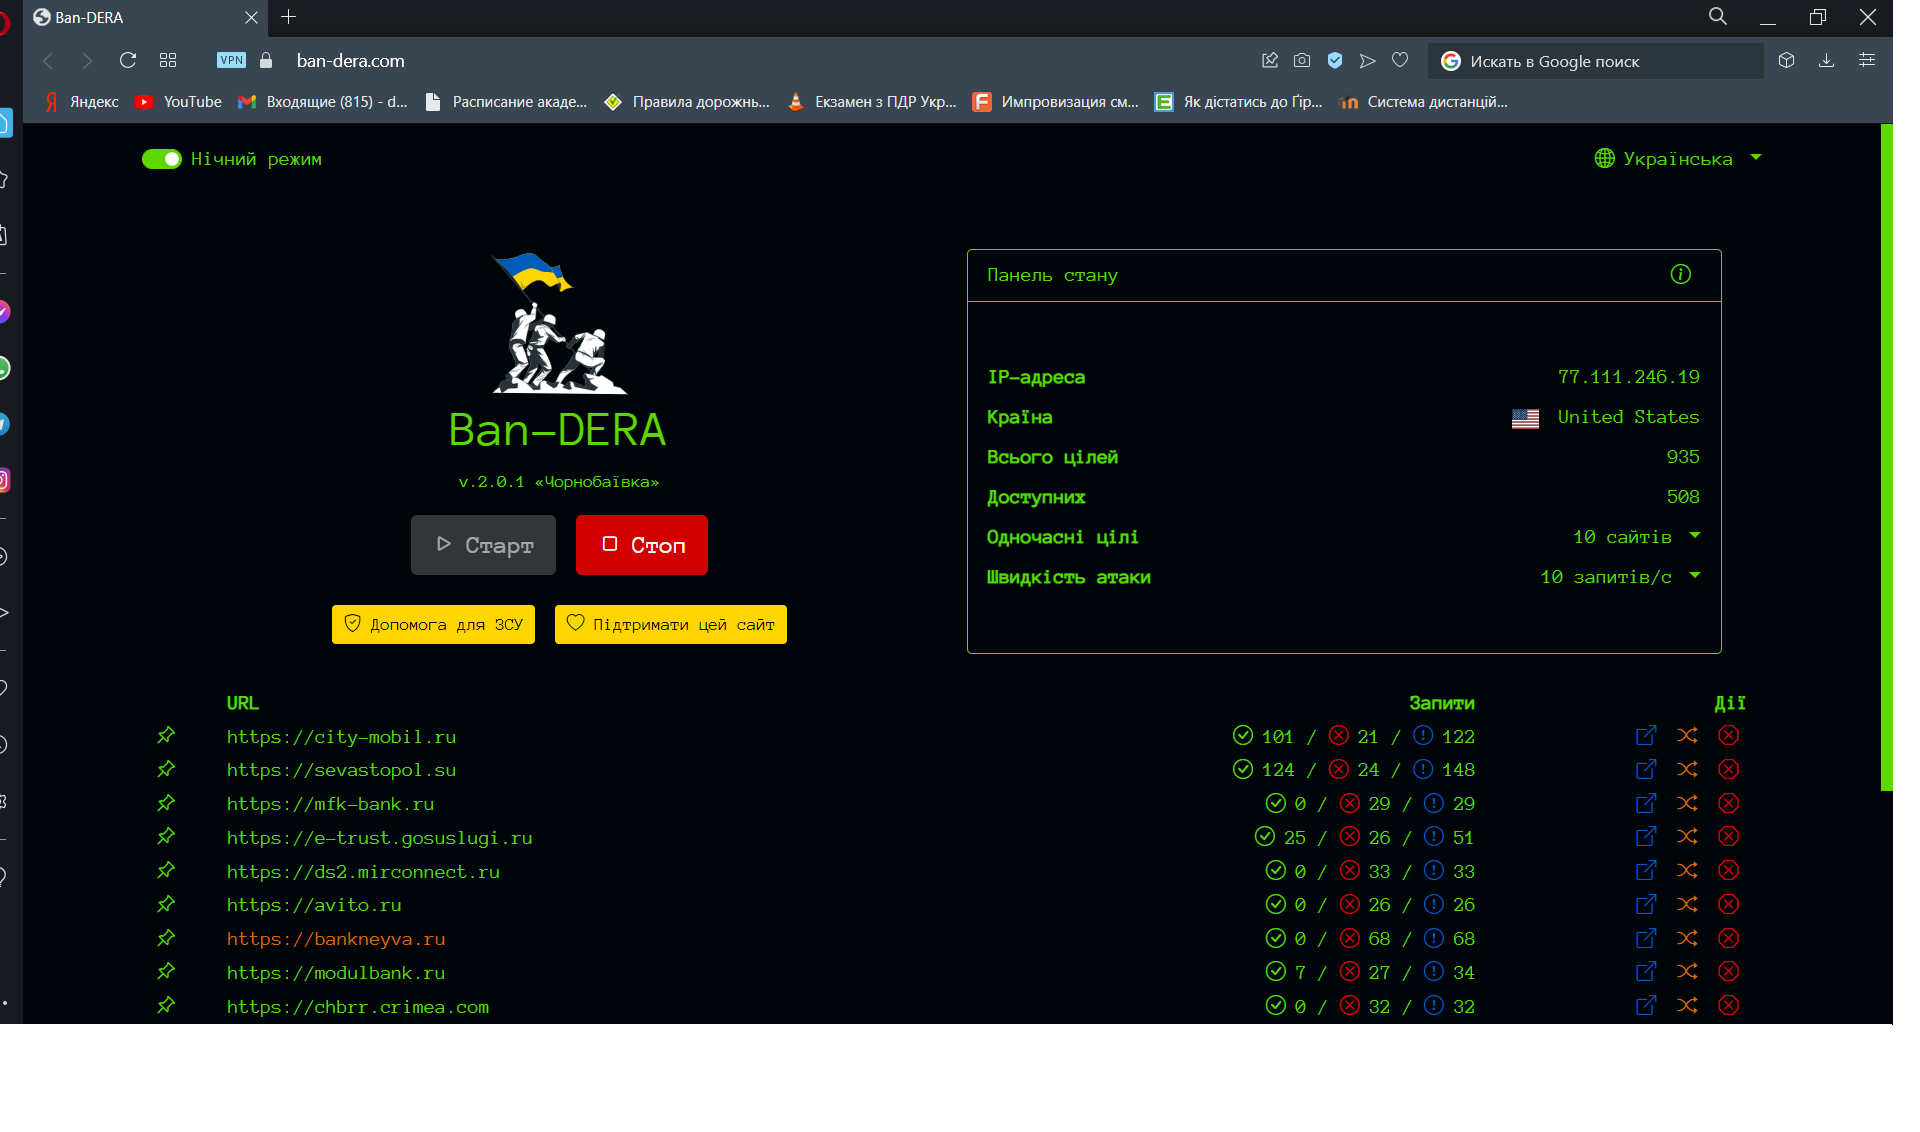 Ban-DERA
VPN ban-dera.com Искать в Google поиск
Яндекс YouTube Входящие (815) - d... Расписание акаде... Правила дорожнь... Екзамен з ПДР Укр... Импровизация см... Як дістатись до Ґір... Система дистанцій...
Нічний режим Українська
Панель стану
IP-адреса 77.111.246.19
Країна United States
Всього цілей 935
Доступних 508
Одночасні цілі 10 сайтів
Швидкість атаки 10 запитів/с
Ban-DERA
v.2.0.1 «Чорнобаївка»
Старт Стоп
Допомога для ЗСУ Підтримати цей сайт
URL Запити Дії
https://city-mobil.ru 101 / 21 / 122
https://sevastopol.su 124 / 24 / 148
https://mfk-bank.ru 0 / 29 / 29
https://e-trust.gosuslugi.ru 25 / 26 / 51
https://ds2.mirconnect.ru 0 / 33 / 33
https://avito.ru 0 / 26 / 26
https://bankneyva.ru 0 / 68 / 68
https://modulbank.ru 7 / 27 / 34
https://chbrr.crimea.com 0 / 32 / 32